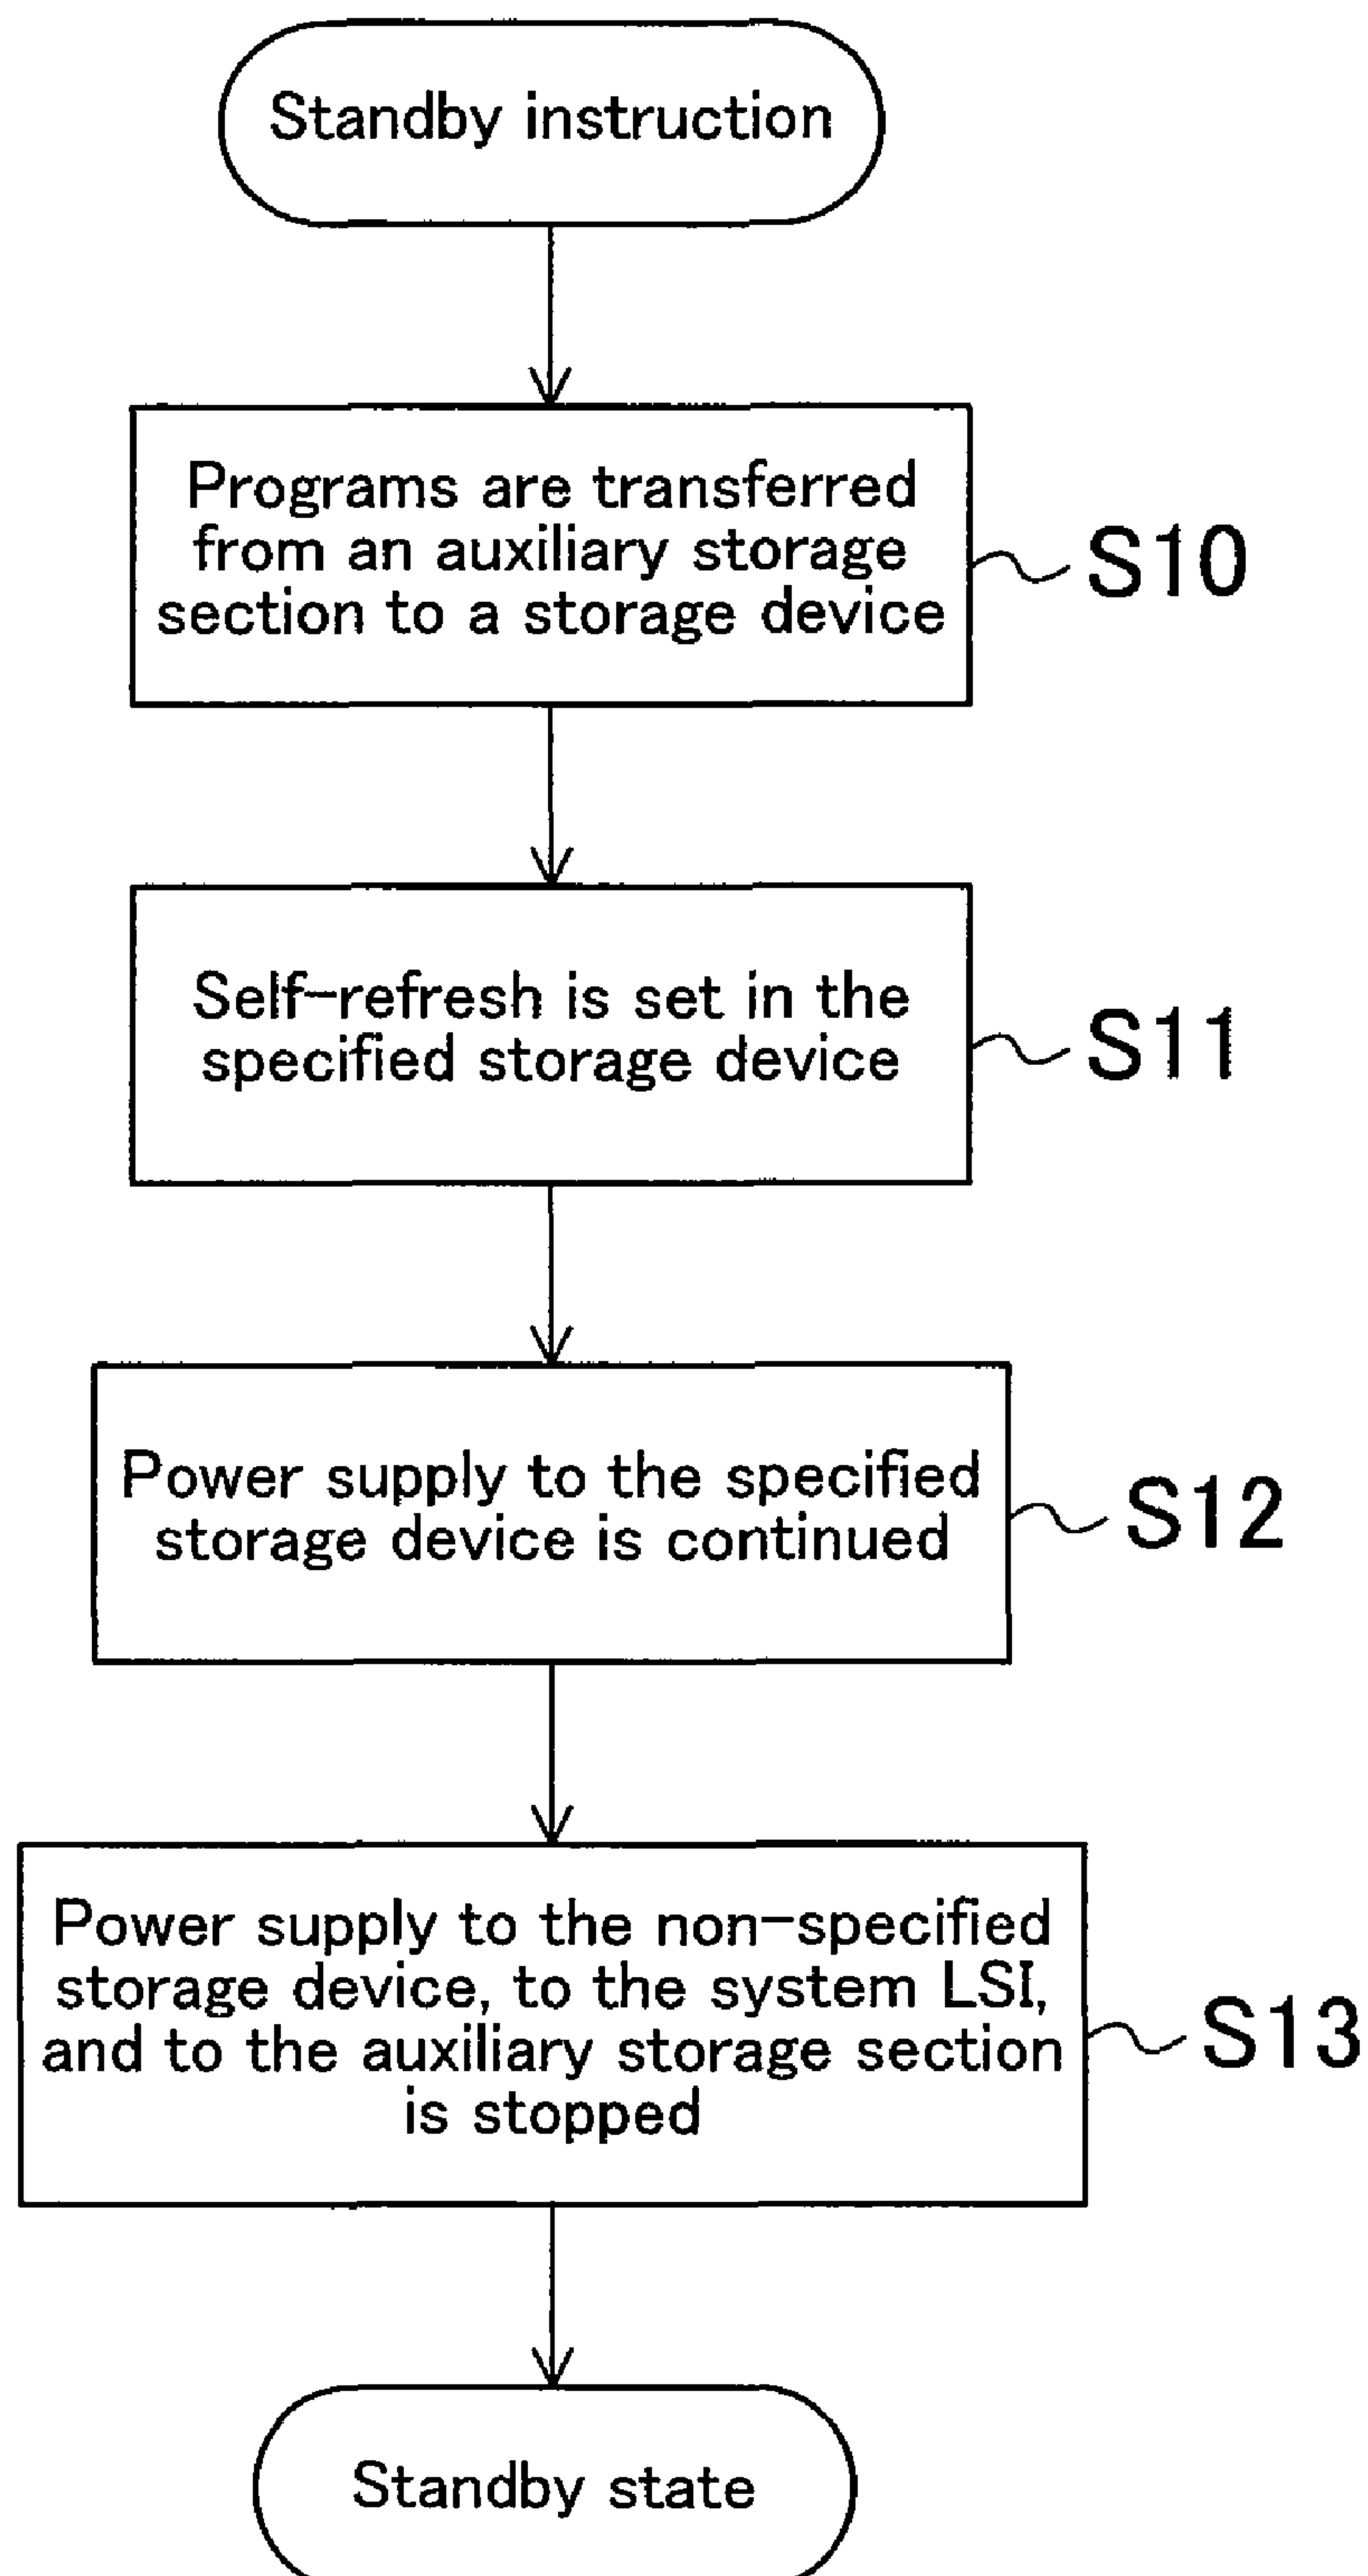 Standby instruction
Programs are transferred
from an auxiliary storage
section to a storage device
S10
Self-refresh is set in the
specified storage device
S11
Power supply to the specified
storage device is continued
S12
Power supply to the non-specified
storage device, to the system LSI,
and to the auxiliary storage section
is stopped
S13
Standby state